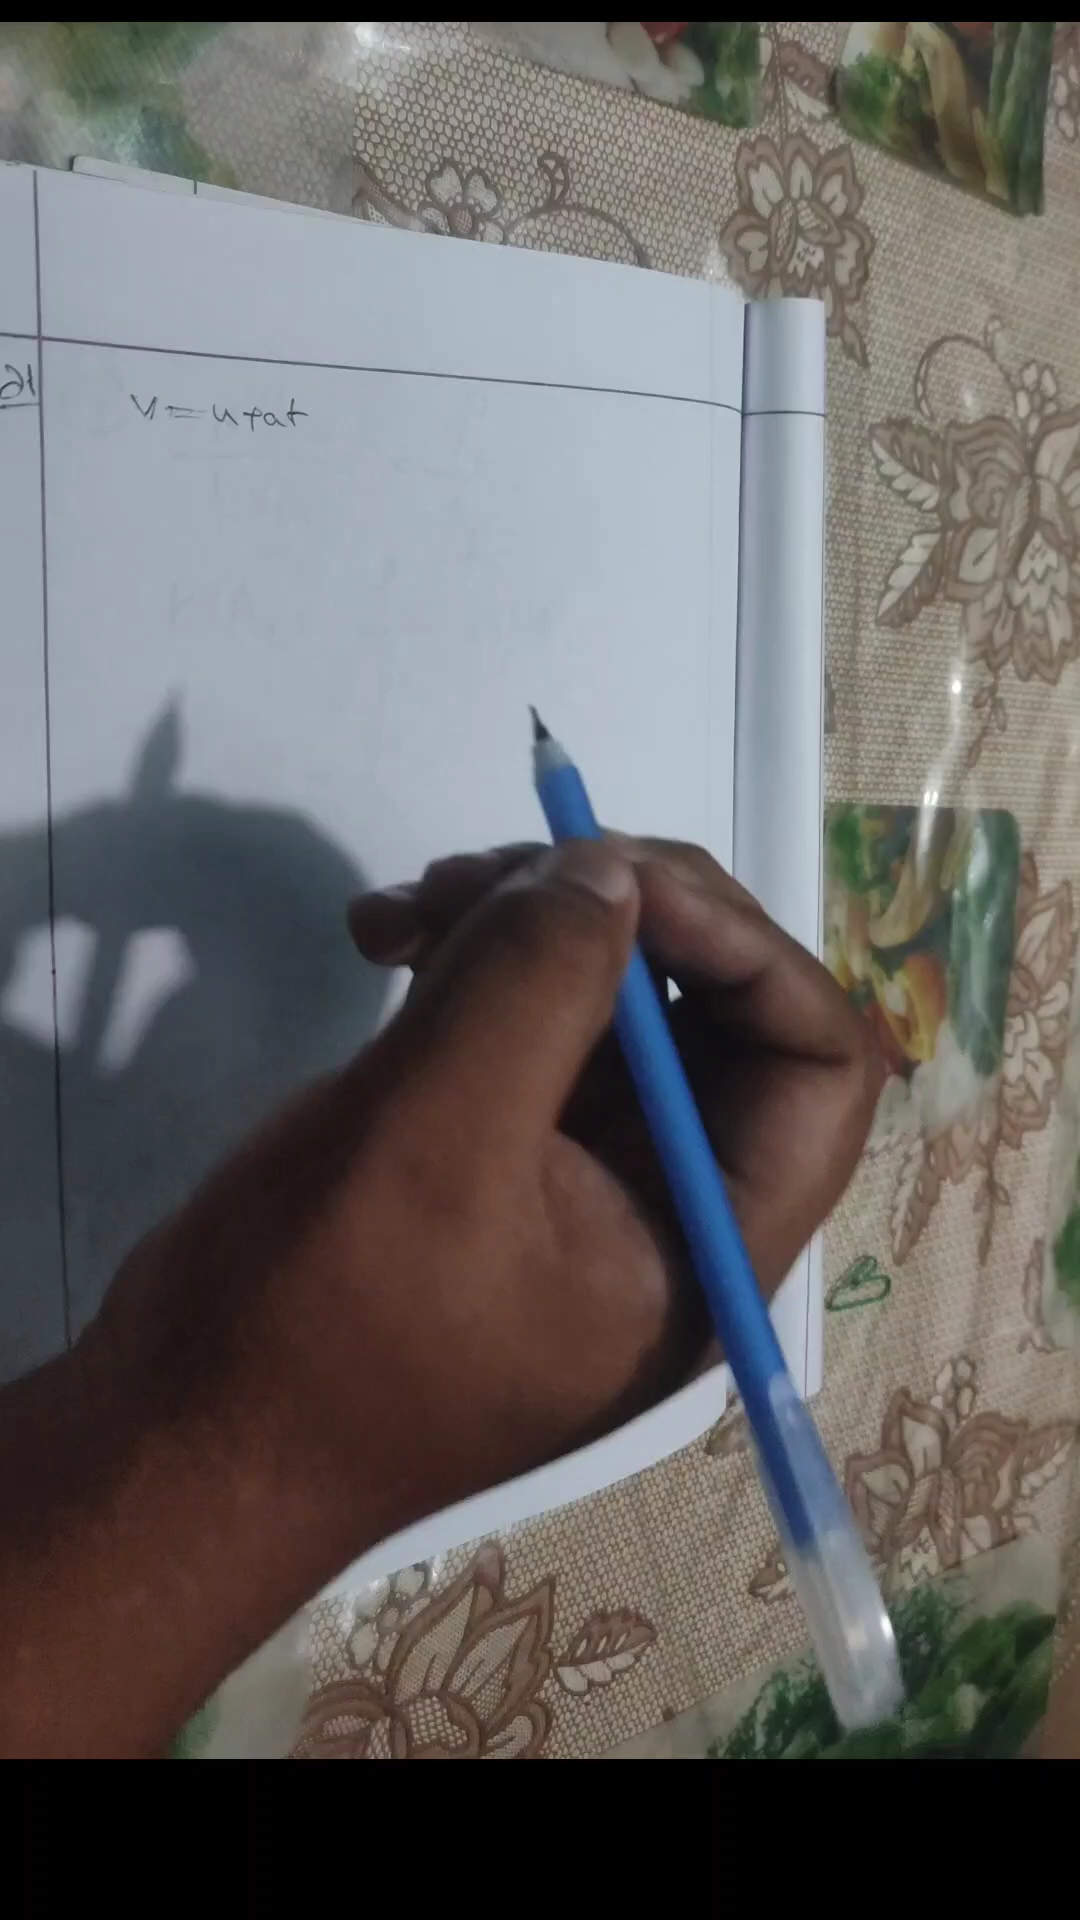 v = u + at